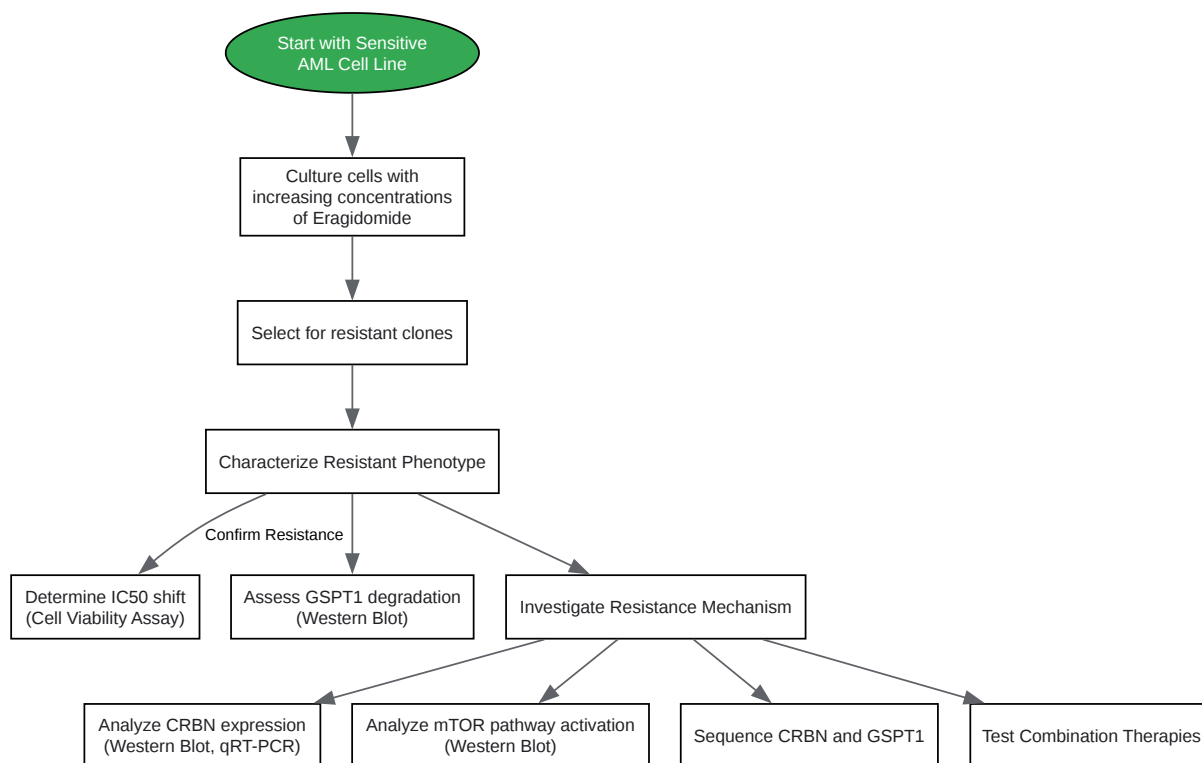 Start with Sensitive
AML Cell Line
Culture cells with
increasing concentrations
of Eragidomide
Select for resistant clones
Characterize Resistant Phenotype
Confirm Resistance
Determine IC50 shift
(Cell Viability Assay)
Assess GSPT1 degradation
(Western Blot)
Investigate Resistance Mechanism
Analyze CRBN expression
(Western Blot, qRT-PCR)
Analyze mTOR pathway activation
(Western Blot)
Sequence CRBN and GSPT1
Test Combination Therapies